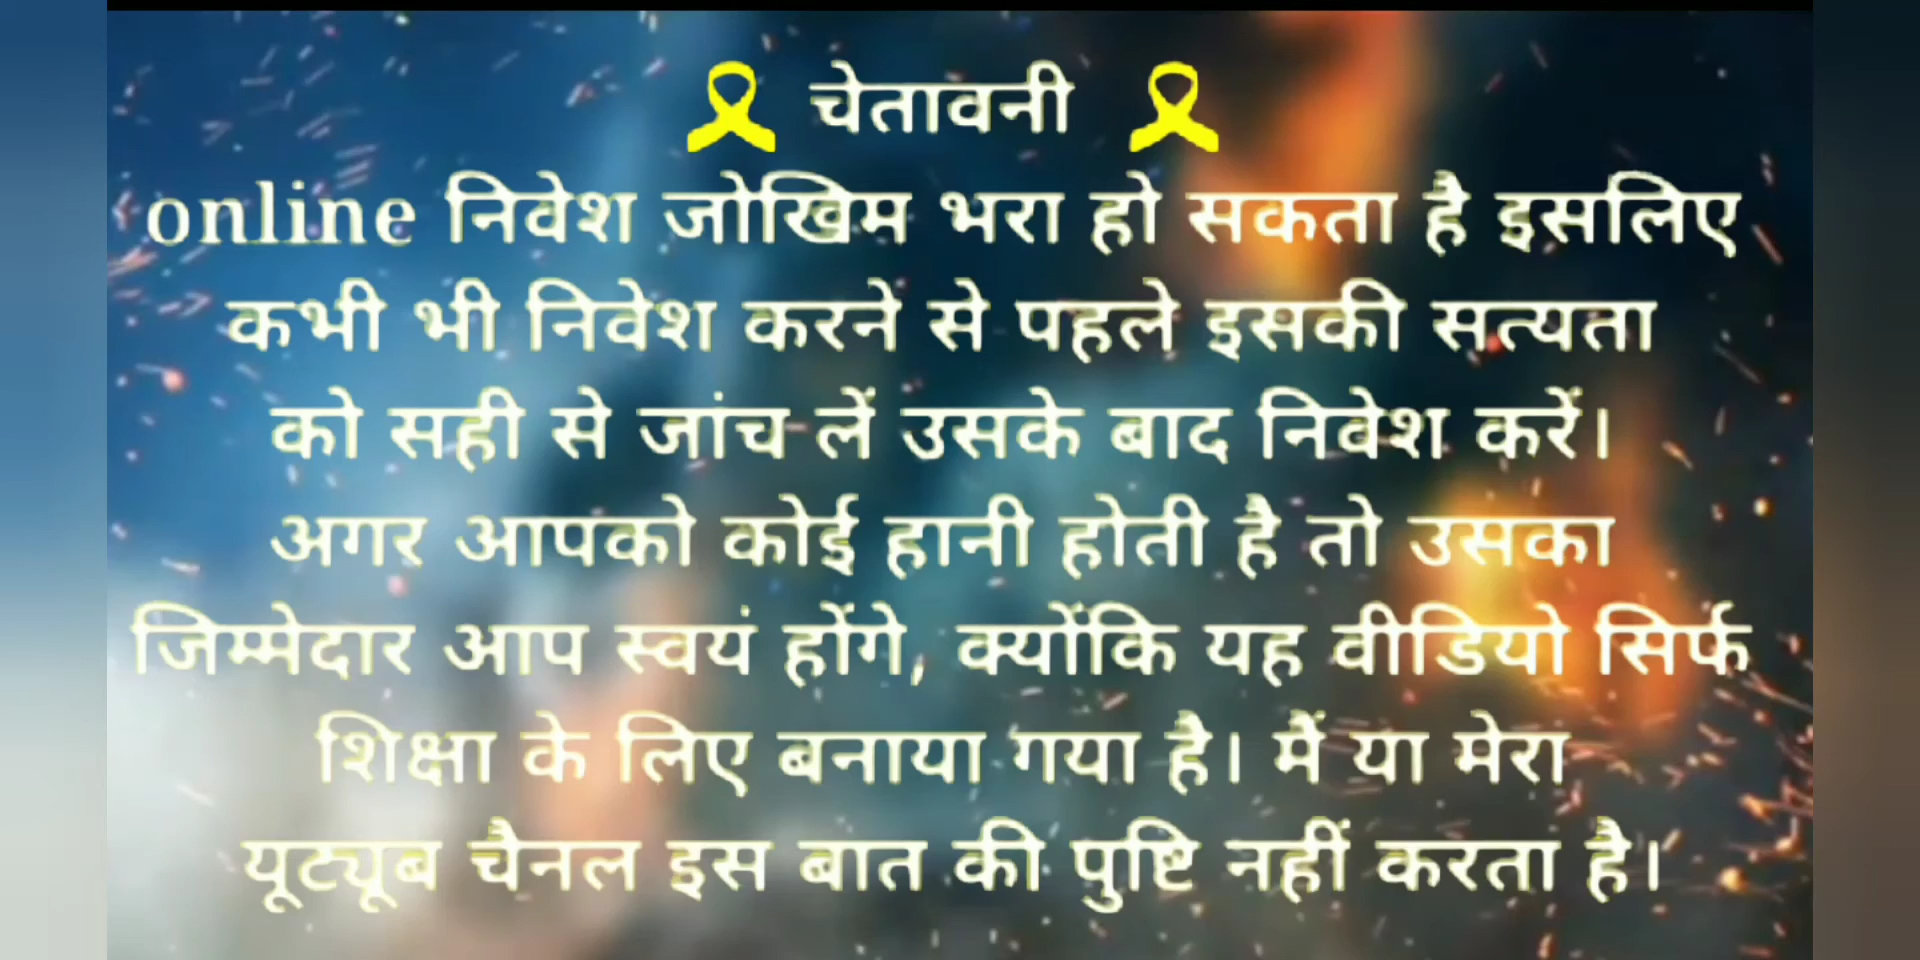 चेतावनी
online निवेश जोखिम भरा हो सकता है इसलिए
कभी भी निवेश करने से पहले इसकी सत्यता
को सही से जांच लें उसके बाद निवेश करें।
अगर आपको कोई हानी होती है तो उसका
जिम्मेदार आप स्वयं होंगे, क्योंकि यह वीडियो सिर्फ
शिक्षा के लिए बनाया गया है। मैं या मेरा
यूट्यूब चैनल इस बात की पुष्टि नहीं करता है।